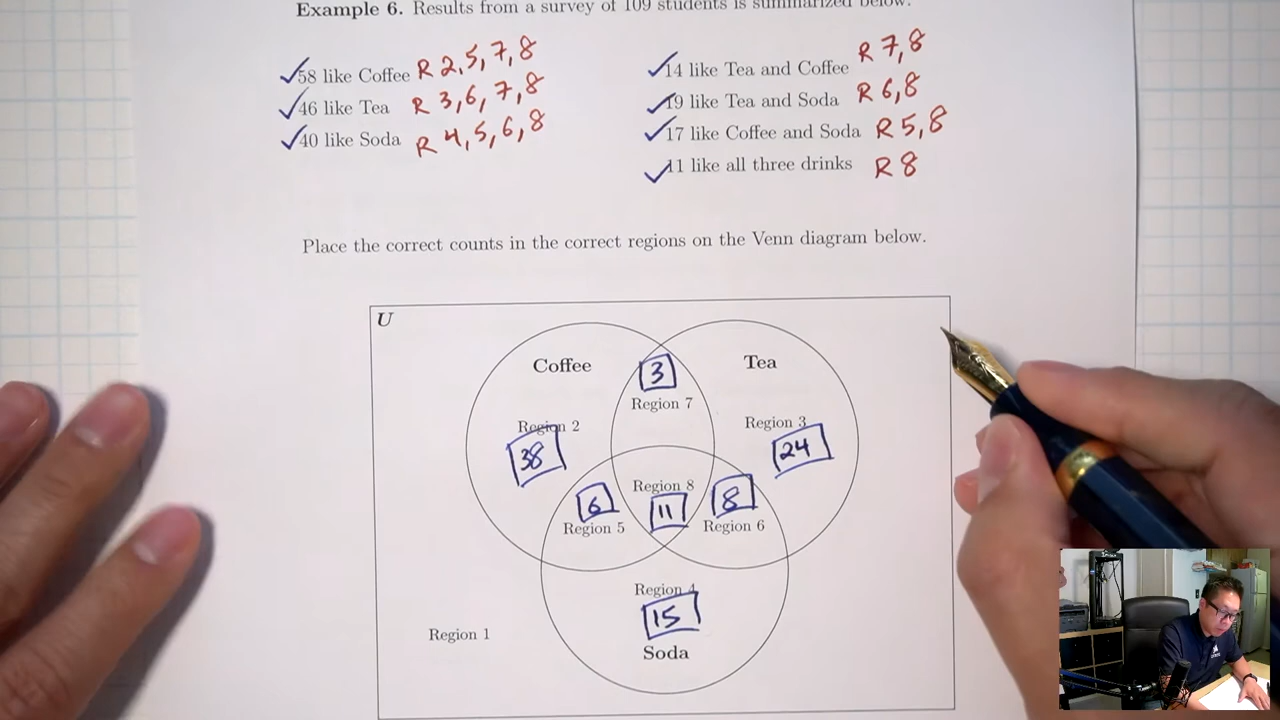 Example 6. Results from a survey of 109 students is summarized below.
58 like Coffee R 2,5,7,8
46 like Tea R 3,6,7,8
40 like Soda R 4,5,6,8
14 like Tea and Coffee R 7,8
19 like Tea and Soda R 6,8
17 like Coffee and Soda R 5,8
11 like all three drinks R 8
Place the correct counts in the correct regions on the Venn diagram below.
U
Coffee
Tea
3
Region 7
Region 2
38
Region 3
24
6
Region 5
Region 8
11
8
Region 6
Region 4
15
Soda
Region 1